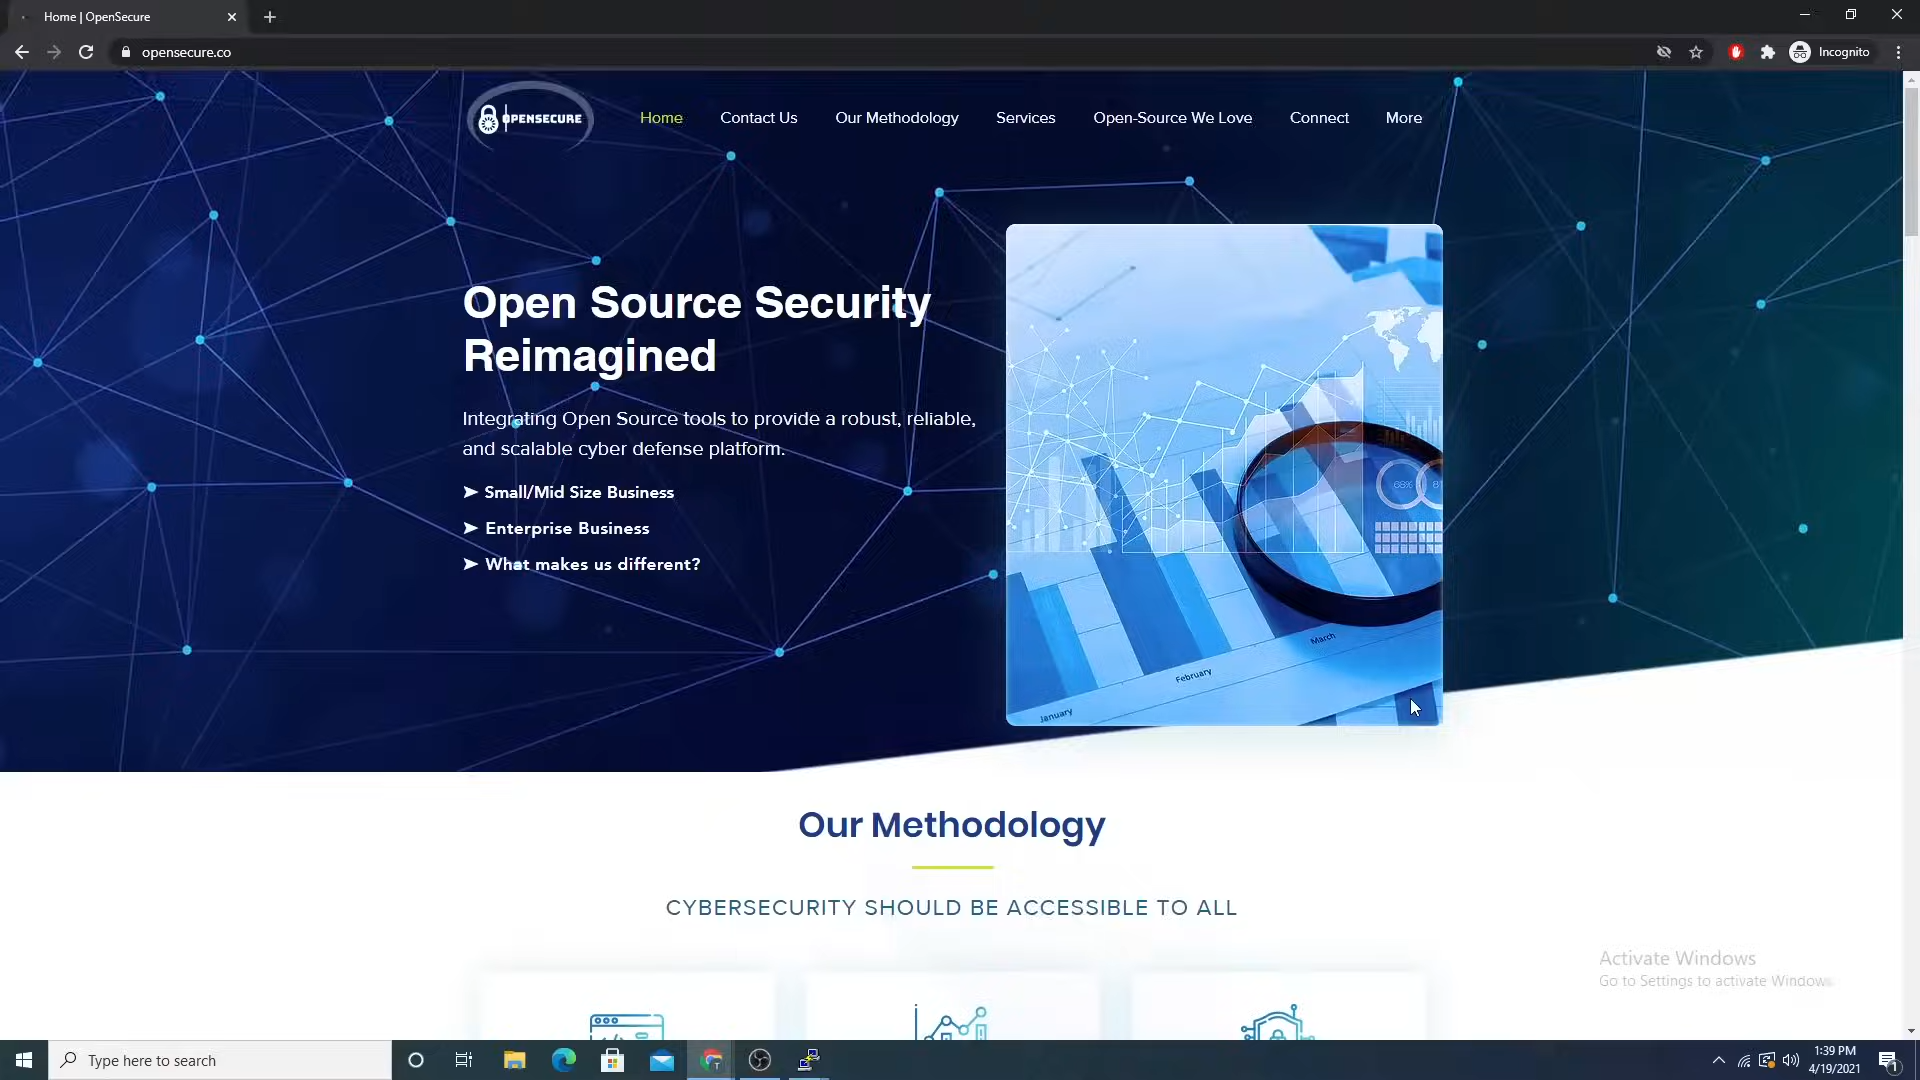 Home | OpenSecure
opensecure.co
Incognito
OPENSECURE
Home
Contact Us
Our Methodology
Services
Open-Source We Love
Connect
More
Open Source Security
Reimagined
Integrating Open Source tools to provide a robust, reliable,
and scalable cyber defense platform.
➤ Small/Mid Size Business
➤ Enterprise Business
➤ What makes us different?
68%
March
February
January
Our Methodology
CYBERSECURITY SHOULD BE ACCESSIBLE TO ALL
Activate Windows
Go to Settings to activate Windows.
Type here to search
1:39 PM
4/19/2021
1